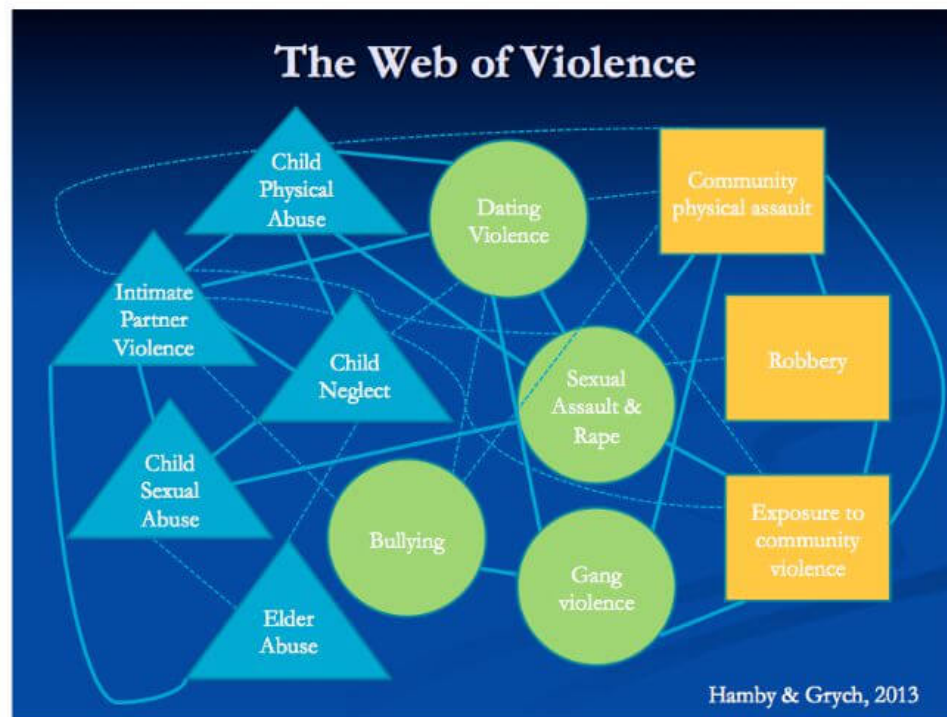 The Web of Violence
Child
Physical
Abuse
Dating
Violence
Community
physical assault
Intimate
Partner
Violence
Child
Neglect
Sexual
Assault &
Rape
Robbery
Child
Sexual
Abuse
Bullying
Gang
violence
Exposure to
community
violence
Elder
Abuse
Hamby & Grych, 2013